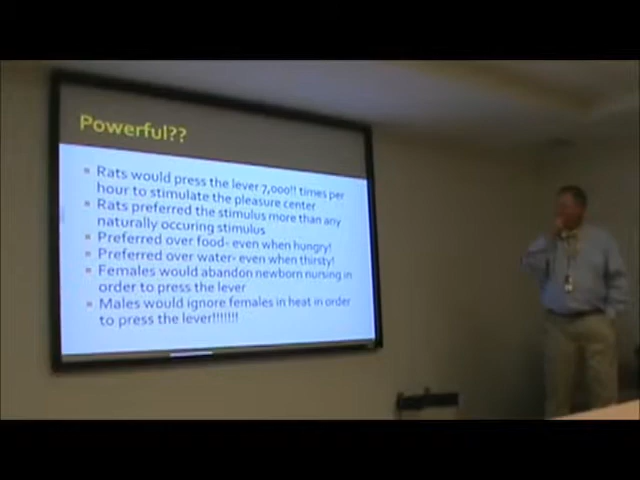 Powerful??
Rats would press the lever 7,000!! times per
hour to stimulate the pleasure center
Rats preferred the stimulus more than any
naturally occuring stimulus
Preferred over food- even when hungry!
Preferred over water- even when thirsty!
Females would abandon newborn nursing in
order to press the lever
Males would ignore females in heat in order
to press the lever!!!!!!!